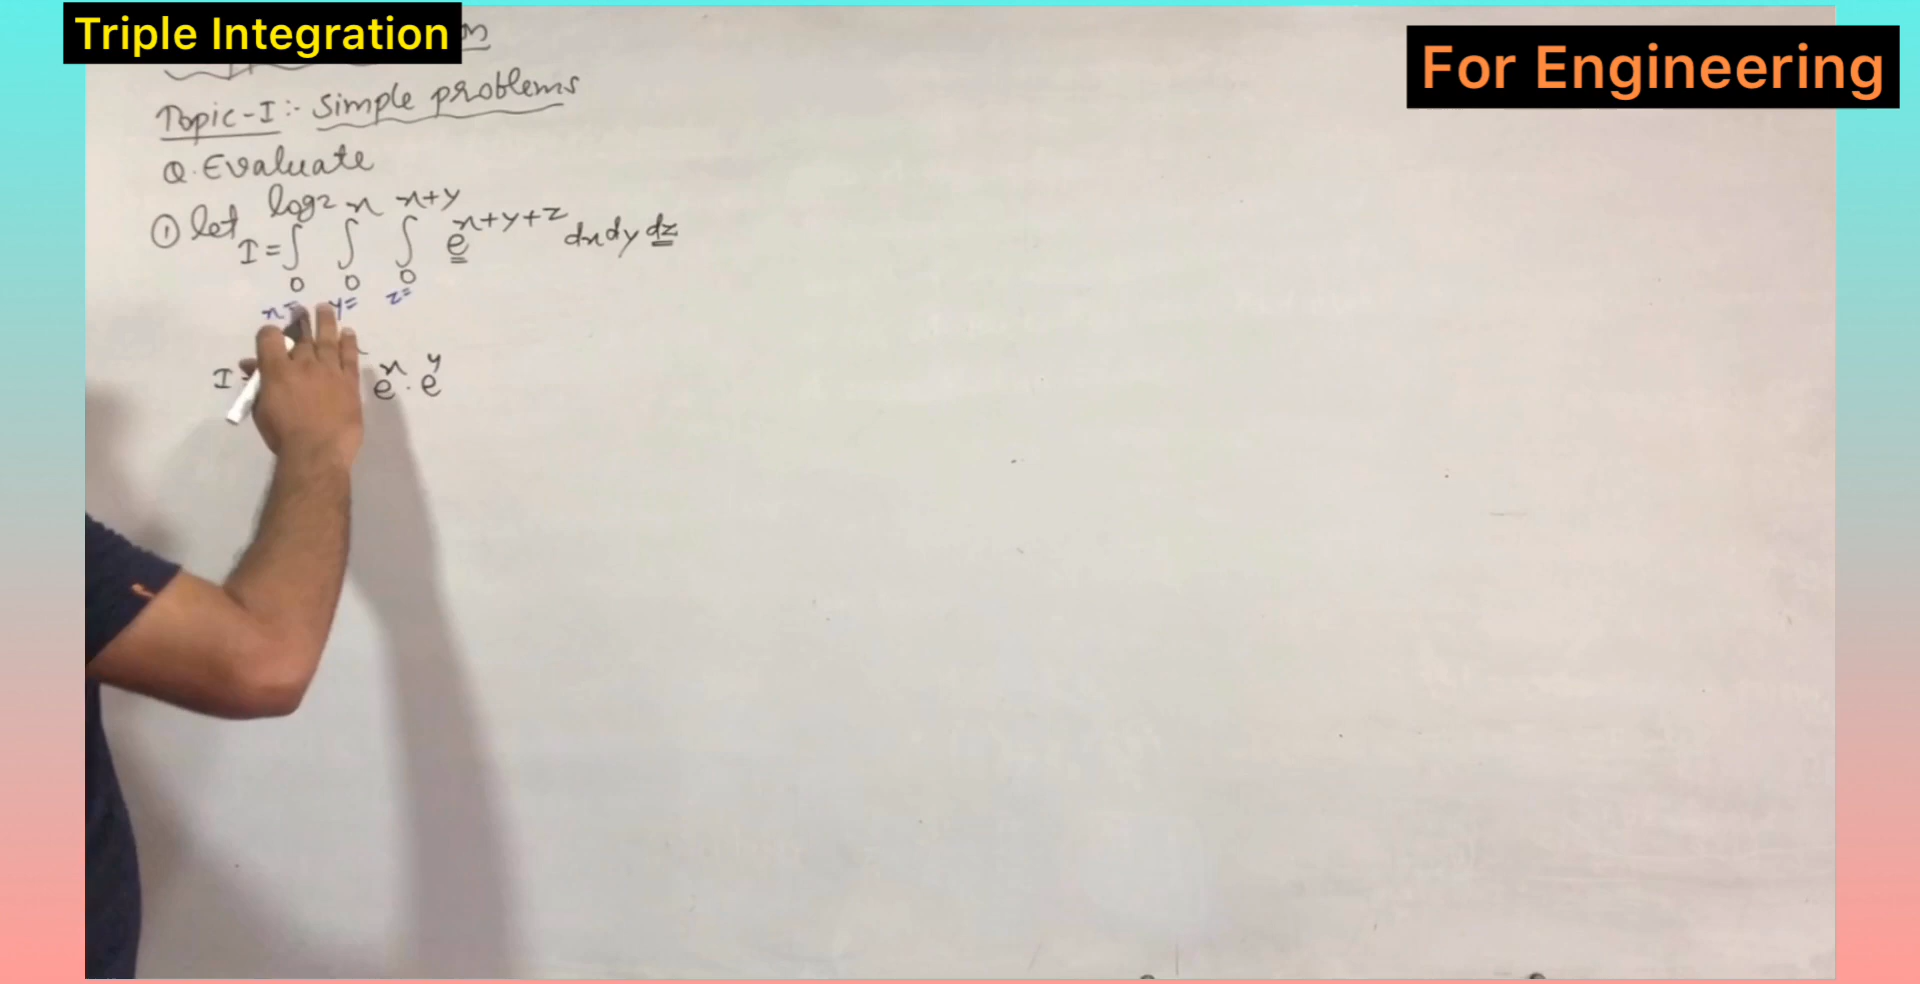 Triple Integration
For Engineering
Topic-I:- Simple problems
Q. Evaluate
① let I = ∫₀^log2 ∫₀^x ∫₀^x+y e^x+y+z dx dy dz
x= y= z=
I = e^x . e^y